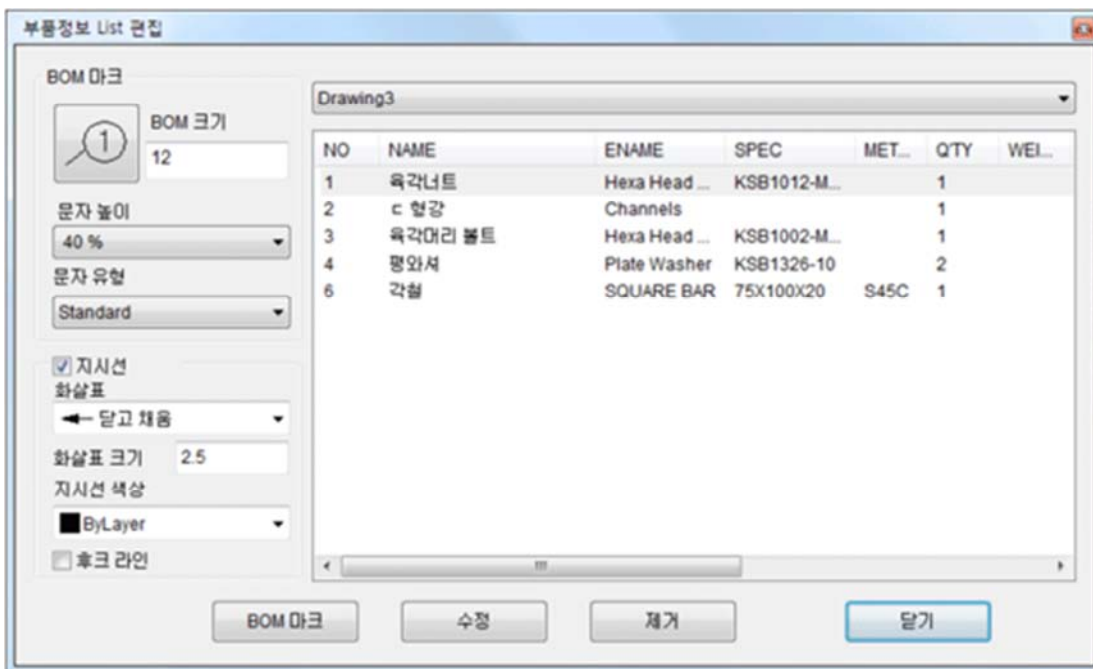 부품정보 List 편집
BOM 마크
1
BOM 크기
12
문자 높이
40 %
문자 유형
Standard
지시선
화살표
닫고 채움
화살표 크기 2.5
지시선 색상
ByLayer
후크 라인
Drawing3
NO NAME ENAME SPEC MET... Q'TY WEI...
1 육각너트 Hexa Head ... KSB1012-M... 1
2 ㄷ 형강 Channels 1
3 육각머리 볼트 Hexa Head ... KSB1002-M... 1
4 평와셔 Plate Washer KSB1326-10 2
6 각철 SQUARE BAR 75X100X20 S45C 1
BOM 마크 수정 제거 닫기